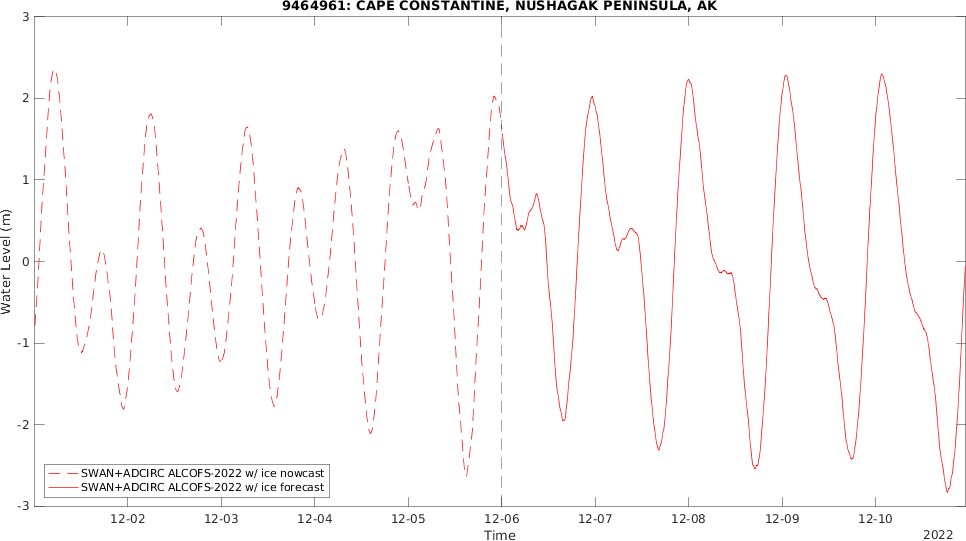 9464961: CAPE CONSTANTINE, NUSHAGAK PENINSULA, AK
3
2
1
0
-1
-2
-3
Water Level (m)
SWAN+ADCIRC ALCOFS-2022 w/ ice nowcast
SWAN+ADCIRC ALCOFS-2022 w/ ice forecast
12-02 12-03 12-04 12-05 12-06 12-07 12-08 12-09 12-10
Time
2022